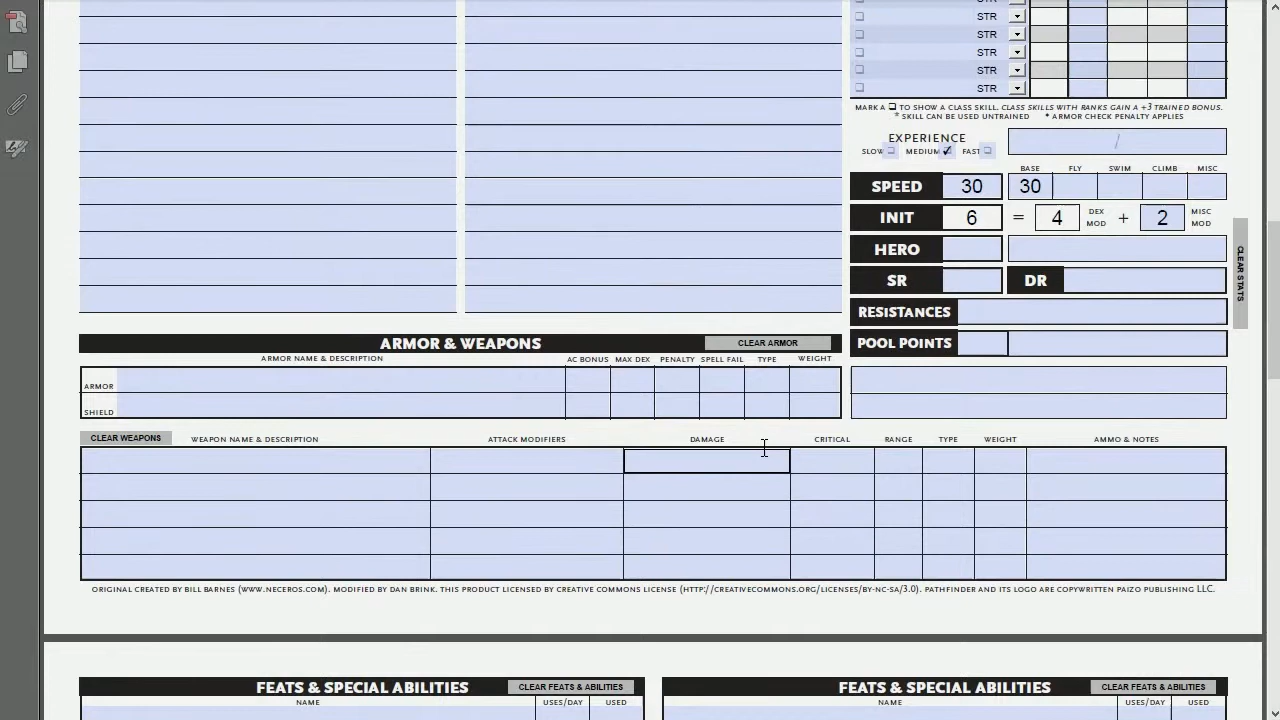 STR
STR
STR
STR
STR
MARK A ❏ TO SHOW A CLASS SKILL. CLASS SKILLS WITH RANKS GAIN A +3 TRAINED BONUS.
* SKILL CAN BE USED UNTRAINED * ARMOR CHECK PENALTY APPLIES
EXPERIENCE
SLOW MEDIUM ✓ FAST
/
BASE FLY SWIM CLIMB MISC
SPEED 30 30
INIT 6 = 4 DEX MOD + 2 MISC MOD
HERO
SR DR
CLEAR STATS
RESISTANCES
POOL POINTS
ARMOR & WEAPONS CLEAR ARMOR
ARMOR NAME & DESCRIPTION AC BONUS MAX DEX PENALTY SPELL FAIL TYPE WEIGHT
ARMOR
SHIELD
CLEAR WEAPONS WEAPON NAME & DESCRIPTION ATTACK MODIFIERS DAMAGE CRITICAL RANGE TYPE WEIGHT AMMO & NOTES
ORIGINAL CREATED BY BILL BARNES (WWW.NECEROS.COM). MODIFIED BY DAN BRINK. THIS PRODUCT LICENSED BY CREATIVE COMMONS LICENSE (HTTP://CREATIVECOMMONS.ORG/LICENSES/BY-NC-SA/3.0). PATHFINDER AND ITS LOGO ARE COPYWRITTEN PAIZO PUBLISHING LLC.
FEATS & SPECIAL ABILITIES CLEAR FEATS & ABILITIES FEATS & SPECIAL ABILITIES CLEAR FEATS & ABILITIES
NAME USES/DAY USED NAME USES/DAY USED